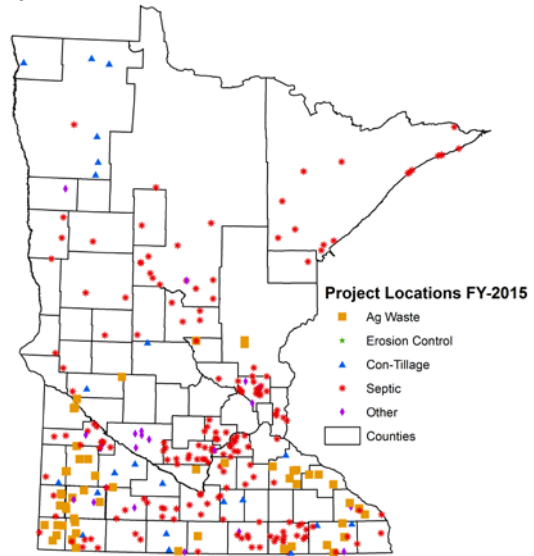 Project Locations FY-2015
Ag Waste
Erosion Control
Con-Tillage
Septic
Other
Counties